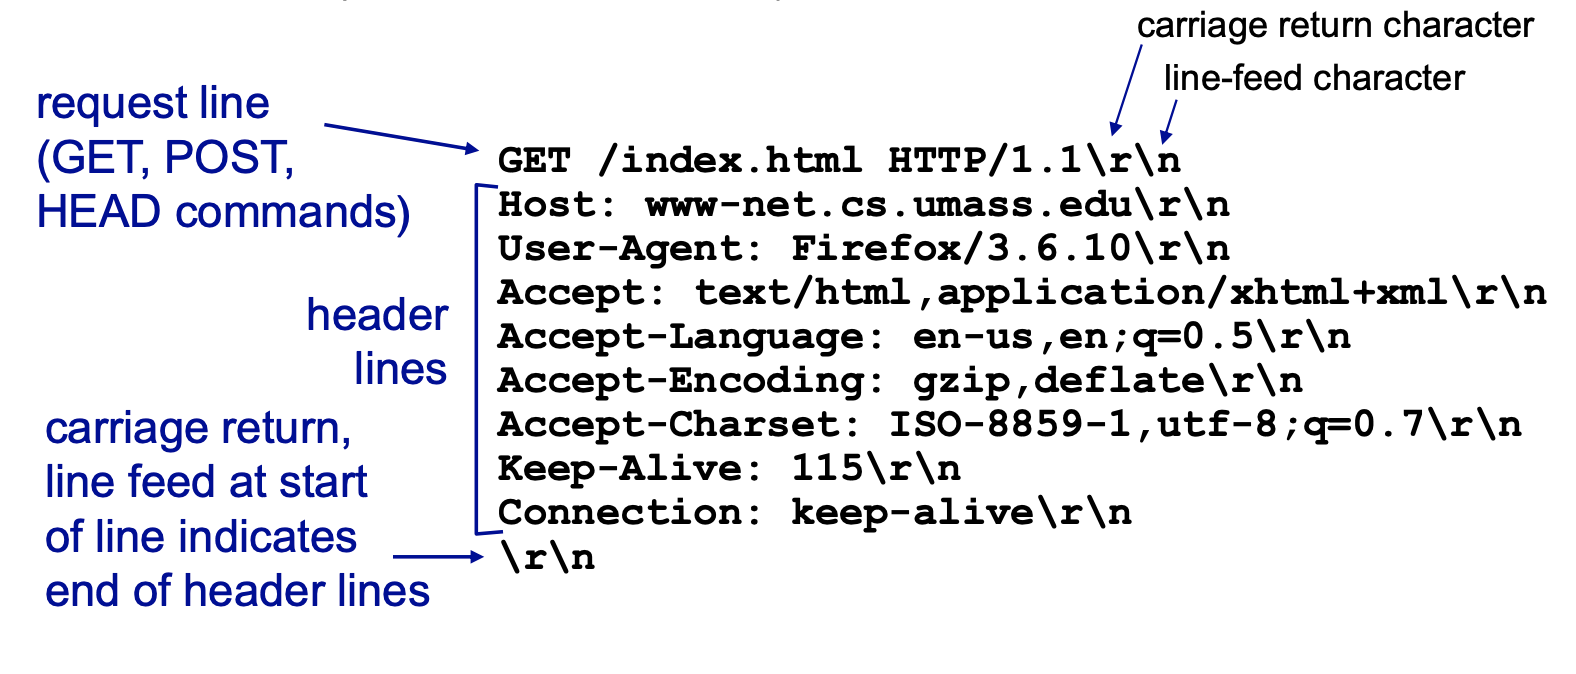 carriage return character
line-feed character
request line
(GET, POST,
HEAD commands)
GET /index.html HTTP/1.1\r\n
Host: www-net.cs.umass.edu\r\n
User-Agent: Firefox/3.6.10\r\n
Accept: text/html,application/xhtml+xml\r\n
Accept-Language: en-us,en;q=0.5\r\n
Accept-Encoding: gzip,deflate\r\n
Accept-Charset: ISO-8859-1,utf-8;q=0.7\r\n
Keep-Alive: 115\r\n
Connection: keep-alive\r\n
\r\n
header
lines
carriage return,
line feed at start
of line indicates
end of header lines